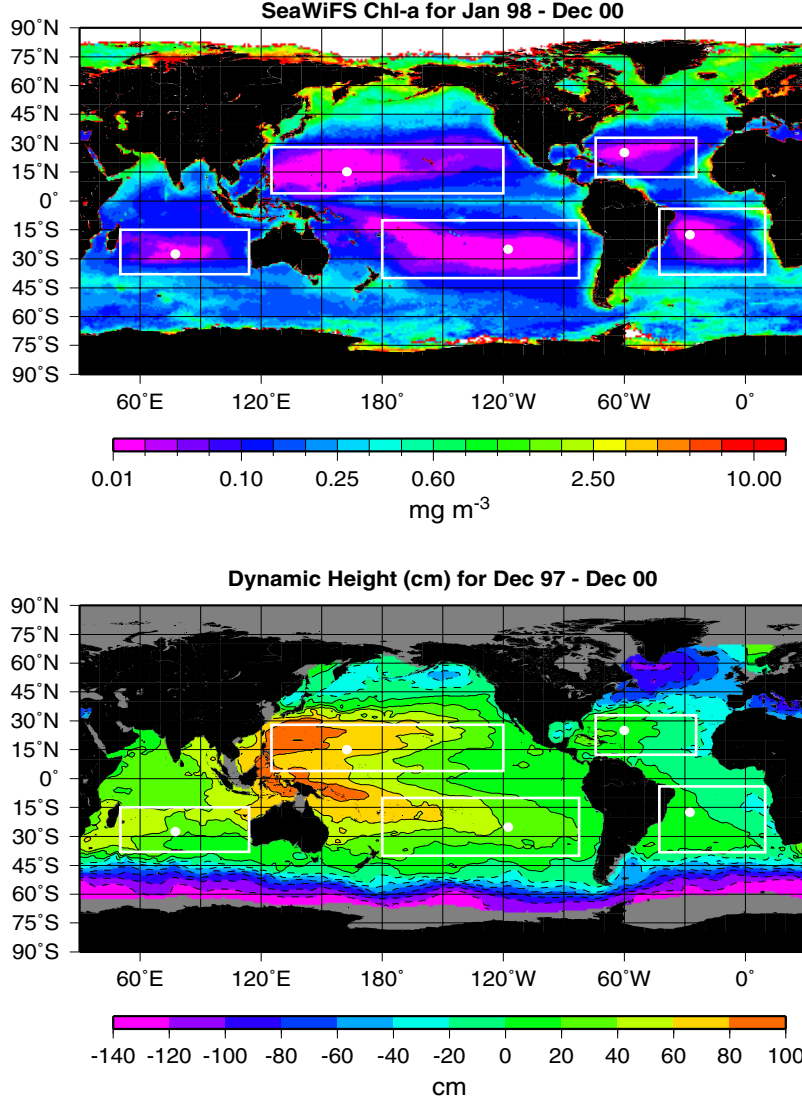 SeaWiFS Chl-a for Jan 98 - Dec 00
90˚N
75˚N
60˚N
45˚N
30˚N
15˚N
0˚
15˚S
30˚S
45˚S
60˚S
75˚S
90˚S
60˚E 120˚E 180˚ 120˚W 60˚W 0˚
0.01 0.10 0.25 0.60 2.50 10.00
mg m-3
Dynamic Height (cm) for Dec 97 - Dec 00
90˚N
75˚N
60˚N
45˚N
30˚N
15˚N
0˚
15˚S
30˚S
45˚S
60˚S
75˚S
90˚S
60˚E 120˚E 180˚ 120˚W 60˚W 0˚
-140 -120 -100 -80 -60 -40 -20 0 20 40 60 80 100
cm